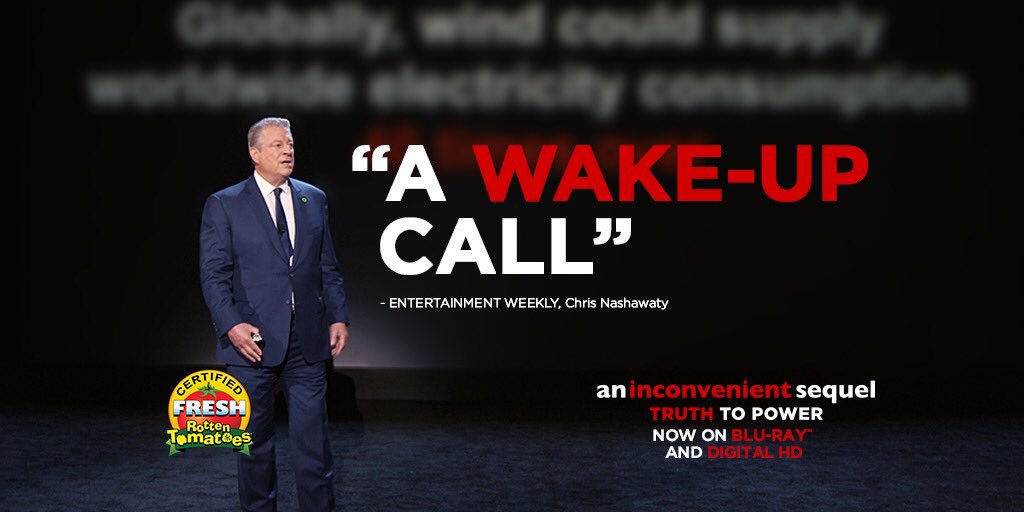 Globally, wind could supply
worldwide electricity consumption
“A WAKE-UP
CALL”
- ENTERTAINMENT WEEKLY, Chris Nashawaty
CERTIFIED
FRESH
Rotten
Tomatoes
an inconvenient sequel
TRUTH TO POWER
NOW ON BLU-RAY™
AND DIGITAL HD